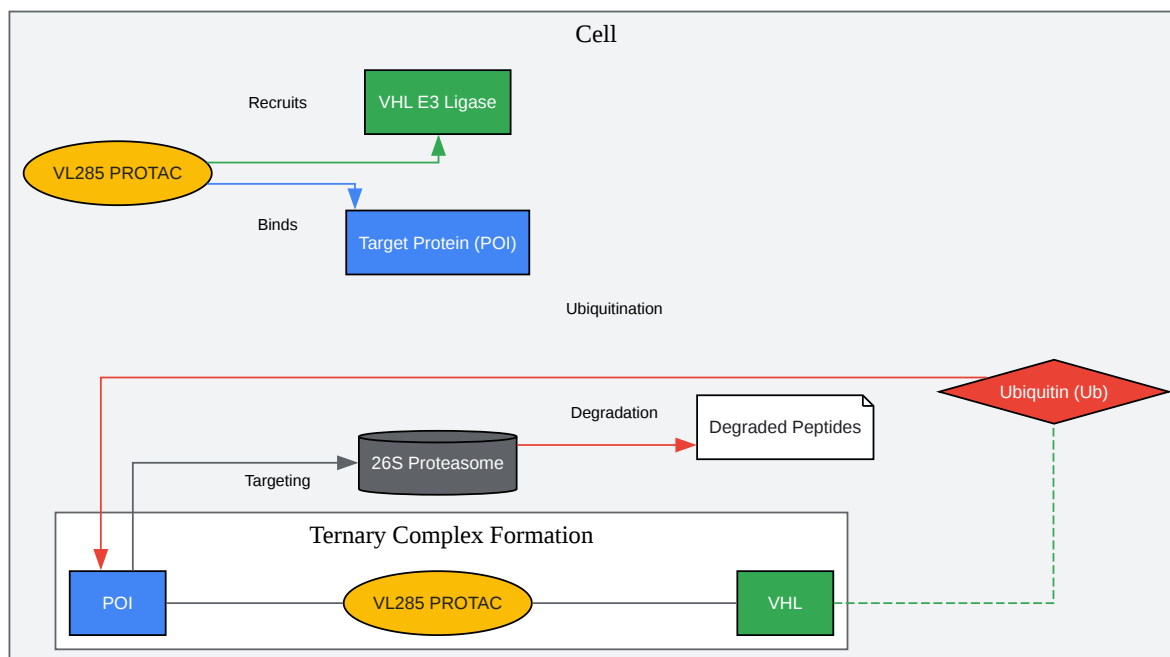 Cell
Recruits
VHL E3 Ligase
VL285 PROTAC
Binds
Target Protein (POI)
Ubiquitination
Ubiquitin (Ub)
Degradation
Degraded Peptides
26S Proteasome
Targeting
Ternary Complex Formation
POI
VL285 PROTAC
VHL